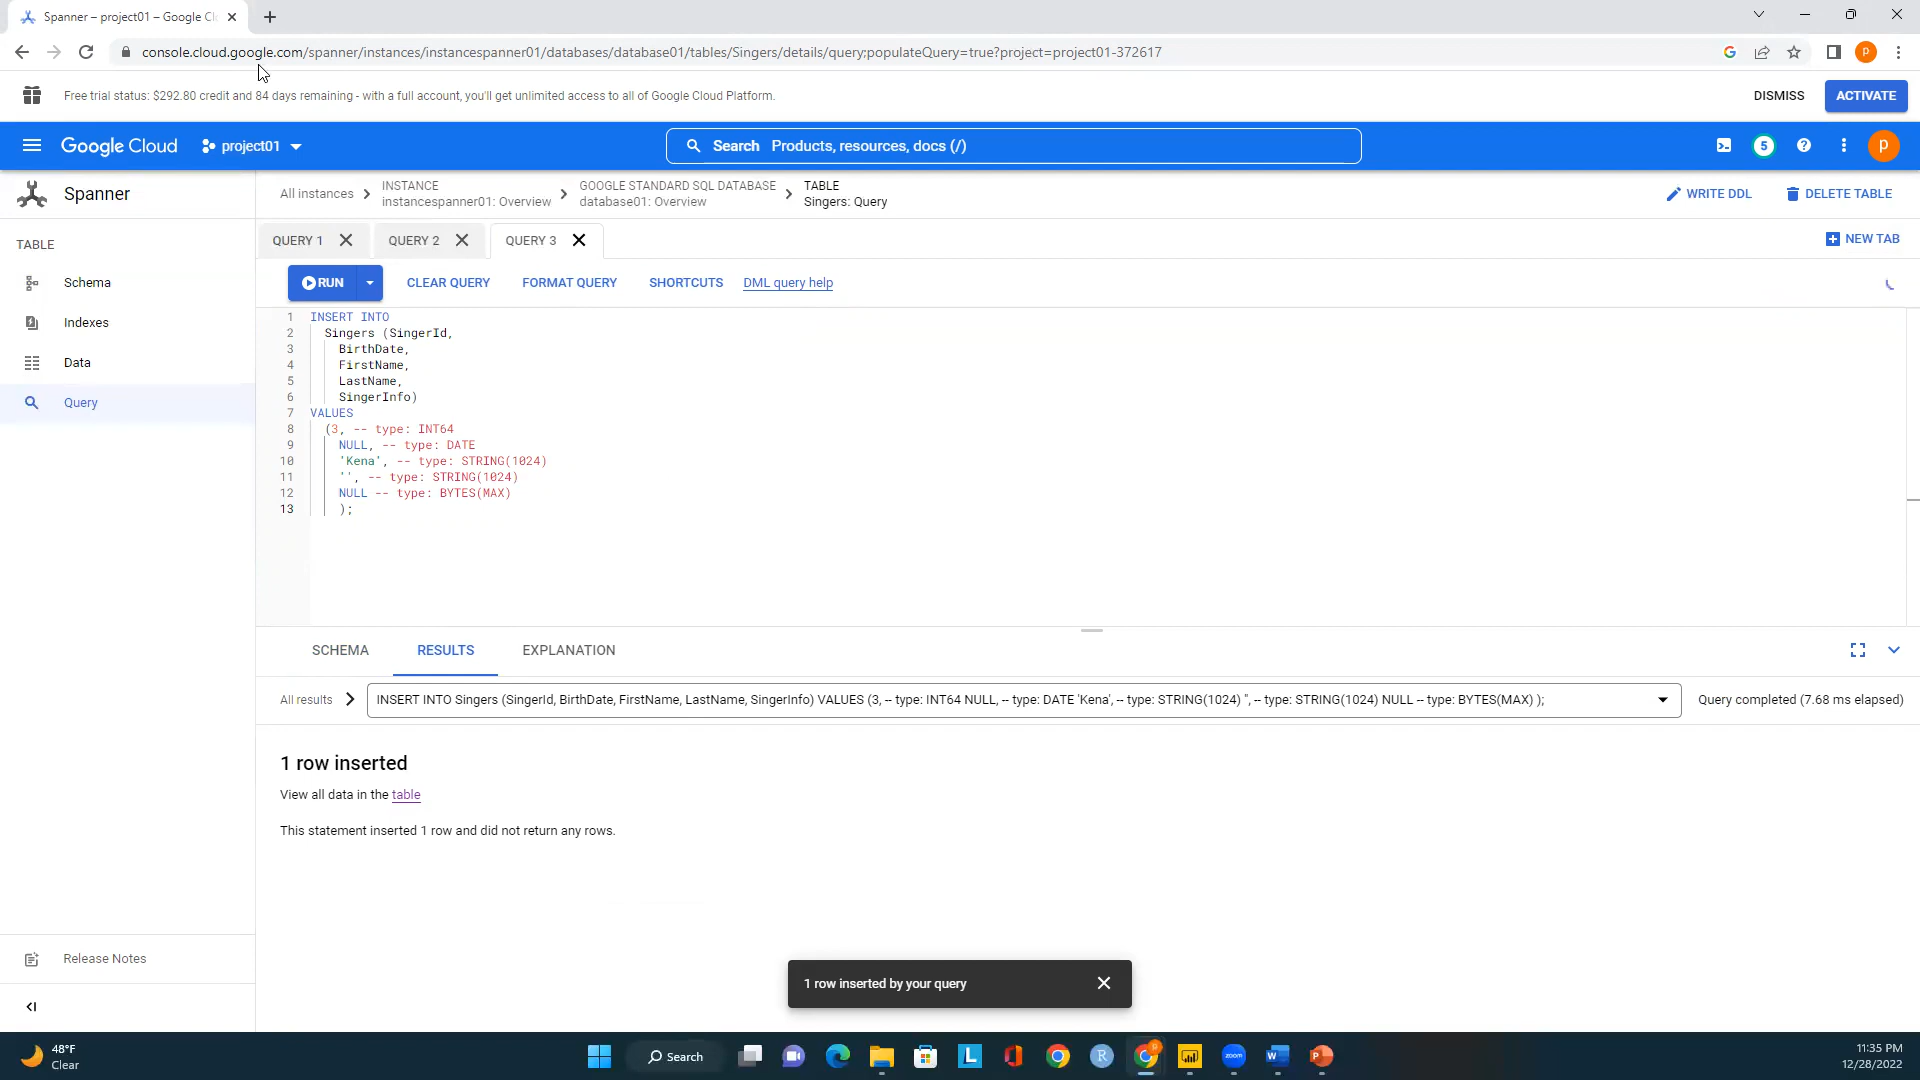 Spanner – project01 – Google Cl
console.cloud.google.com/spanner/instances/instancespanner01/databases/database01/tables/Singers/details/query;populateQuery=true?project=project01-372617
G
P
Free trial status: $292.80 credit and 84 days remaining - with a full account, you'll get unlimited access to all of Google Cloud Platform.
DISMISS
ACTIVATE
Google Cloud
project01
Search Products, resources, docs (/)
5
P
Spanner
All instances
INSTANCE
instancespanner01: Overview
GOOGLE STANDARD SQL DATABASE
database01: Overview
TABLE
Singers: Query
WRITE DDL
DELETE TABLE
TABLE
Schema
Indexes
Data
Query
QUERY 1
QUERY 2
QUERY 3
NEW TAB
RUN
CLEAR QUERY
FORMAT QUERY
SHORTCUTS
DML query help
1 INSERT INTO
2 Singers (SingerId,
3 BirthDate,
4 FirstName,
5 LastName,
6 SingerInfo)
7 VALUES
8 (3, -- type: INT64
9 NULL, -- type: DATE
10 'Kena', -- type: STRING(1024)
11 '', -- type: STRING(1024)
12 NULL -- type: BYTES(MAX)
13 );
SCHEMA
RESULTS
EXPLANATION
All results
INSERT INTO Singers (SingerId, BirthDate, FirstName, LastName, SingerInfo) VALUES (3, -- type: INT64 NULL, -- type: DATE 'Kena', -- type: STRING(1024) '', -- type: STRING(1024) NULL -- type: BYTES(MAX) );
Query completed (7.68 ms elapsed)
1 row inserted
View all data in the table
This statement inserted 1 row and did not return any rows.
Release Notes
1 row inserted by your query
48°F
Clear
Search
L
R
P
zoom
W
P
11:35 PM
12/28/2022